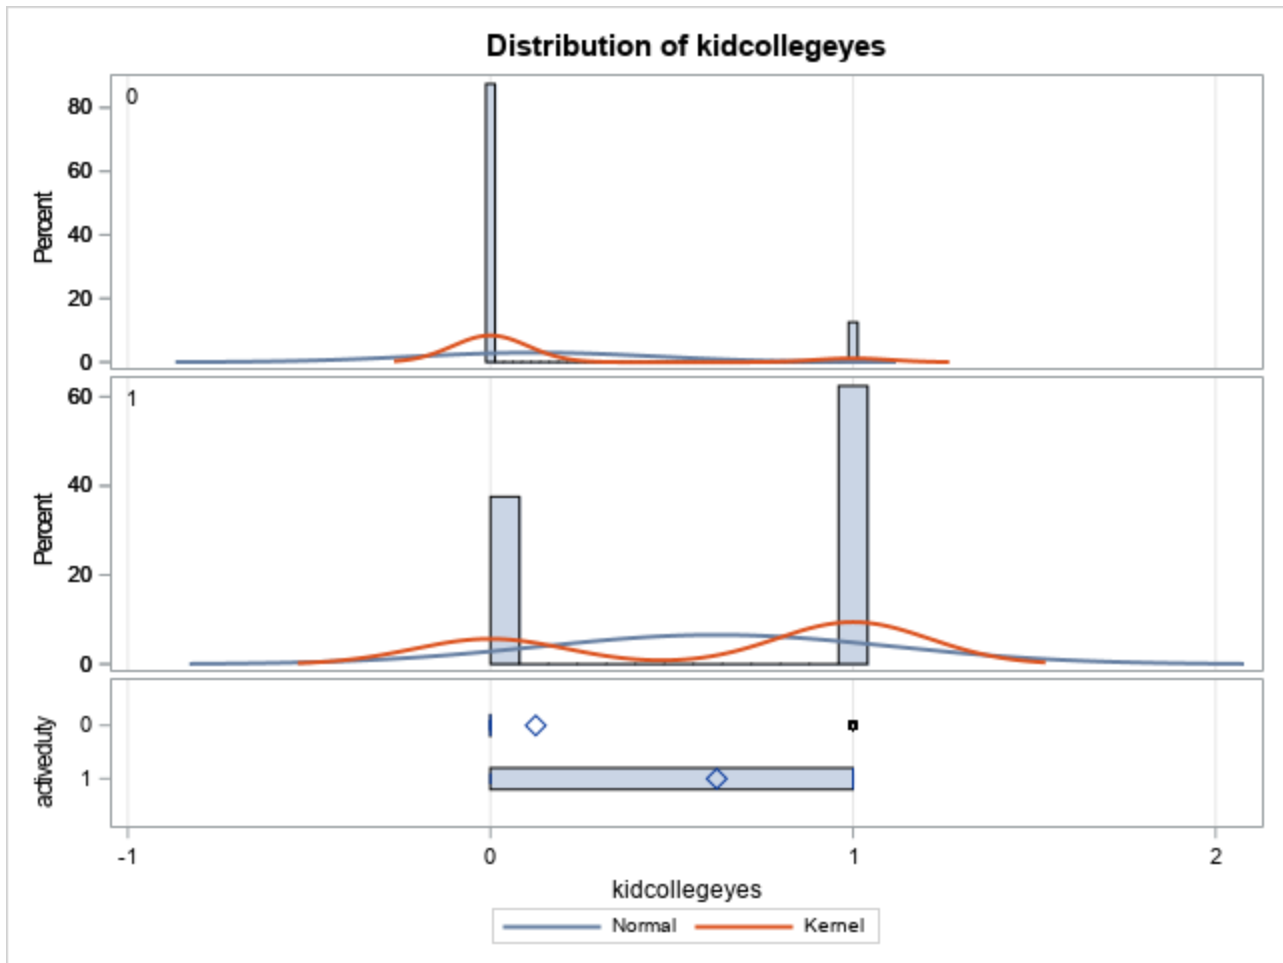 Distribution of kidcollegeyes
0
80
60
40
20
0
Percent
1
60
40
20
0
Percent
0
1
activeduty
-1 0 1 2
kidcollegeyes
Normal Kernel